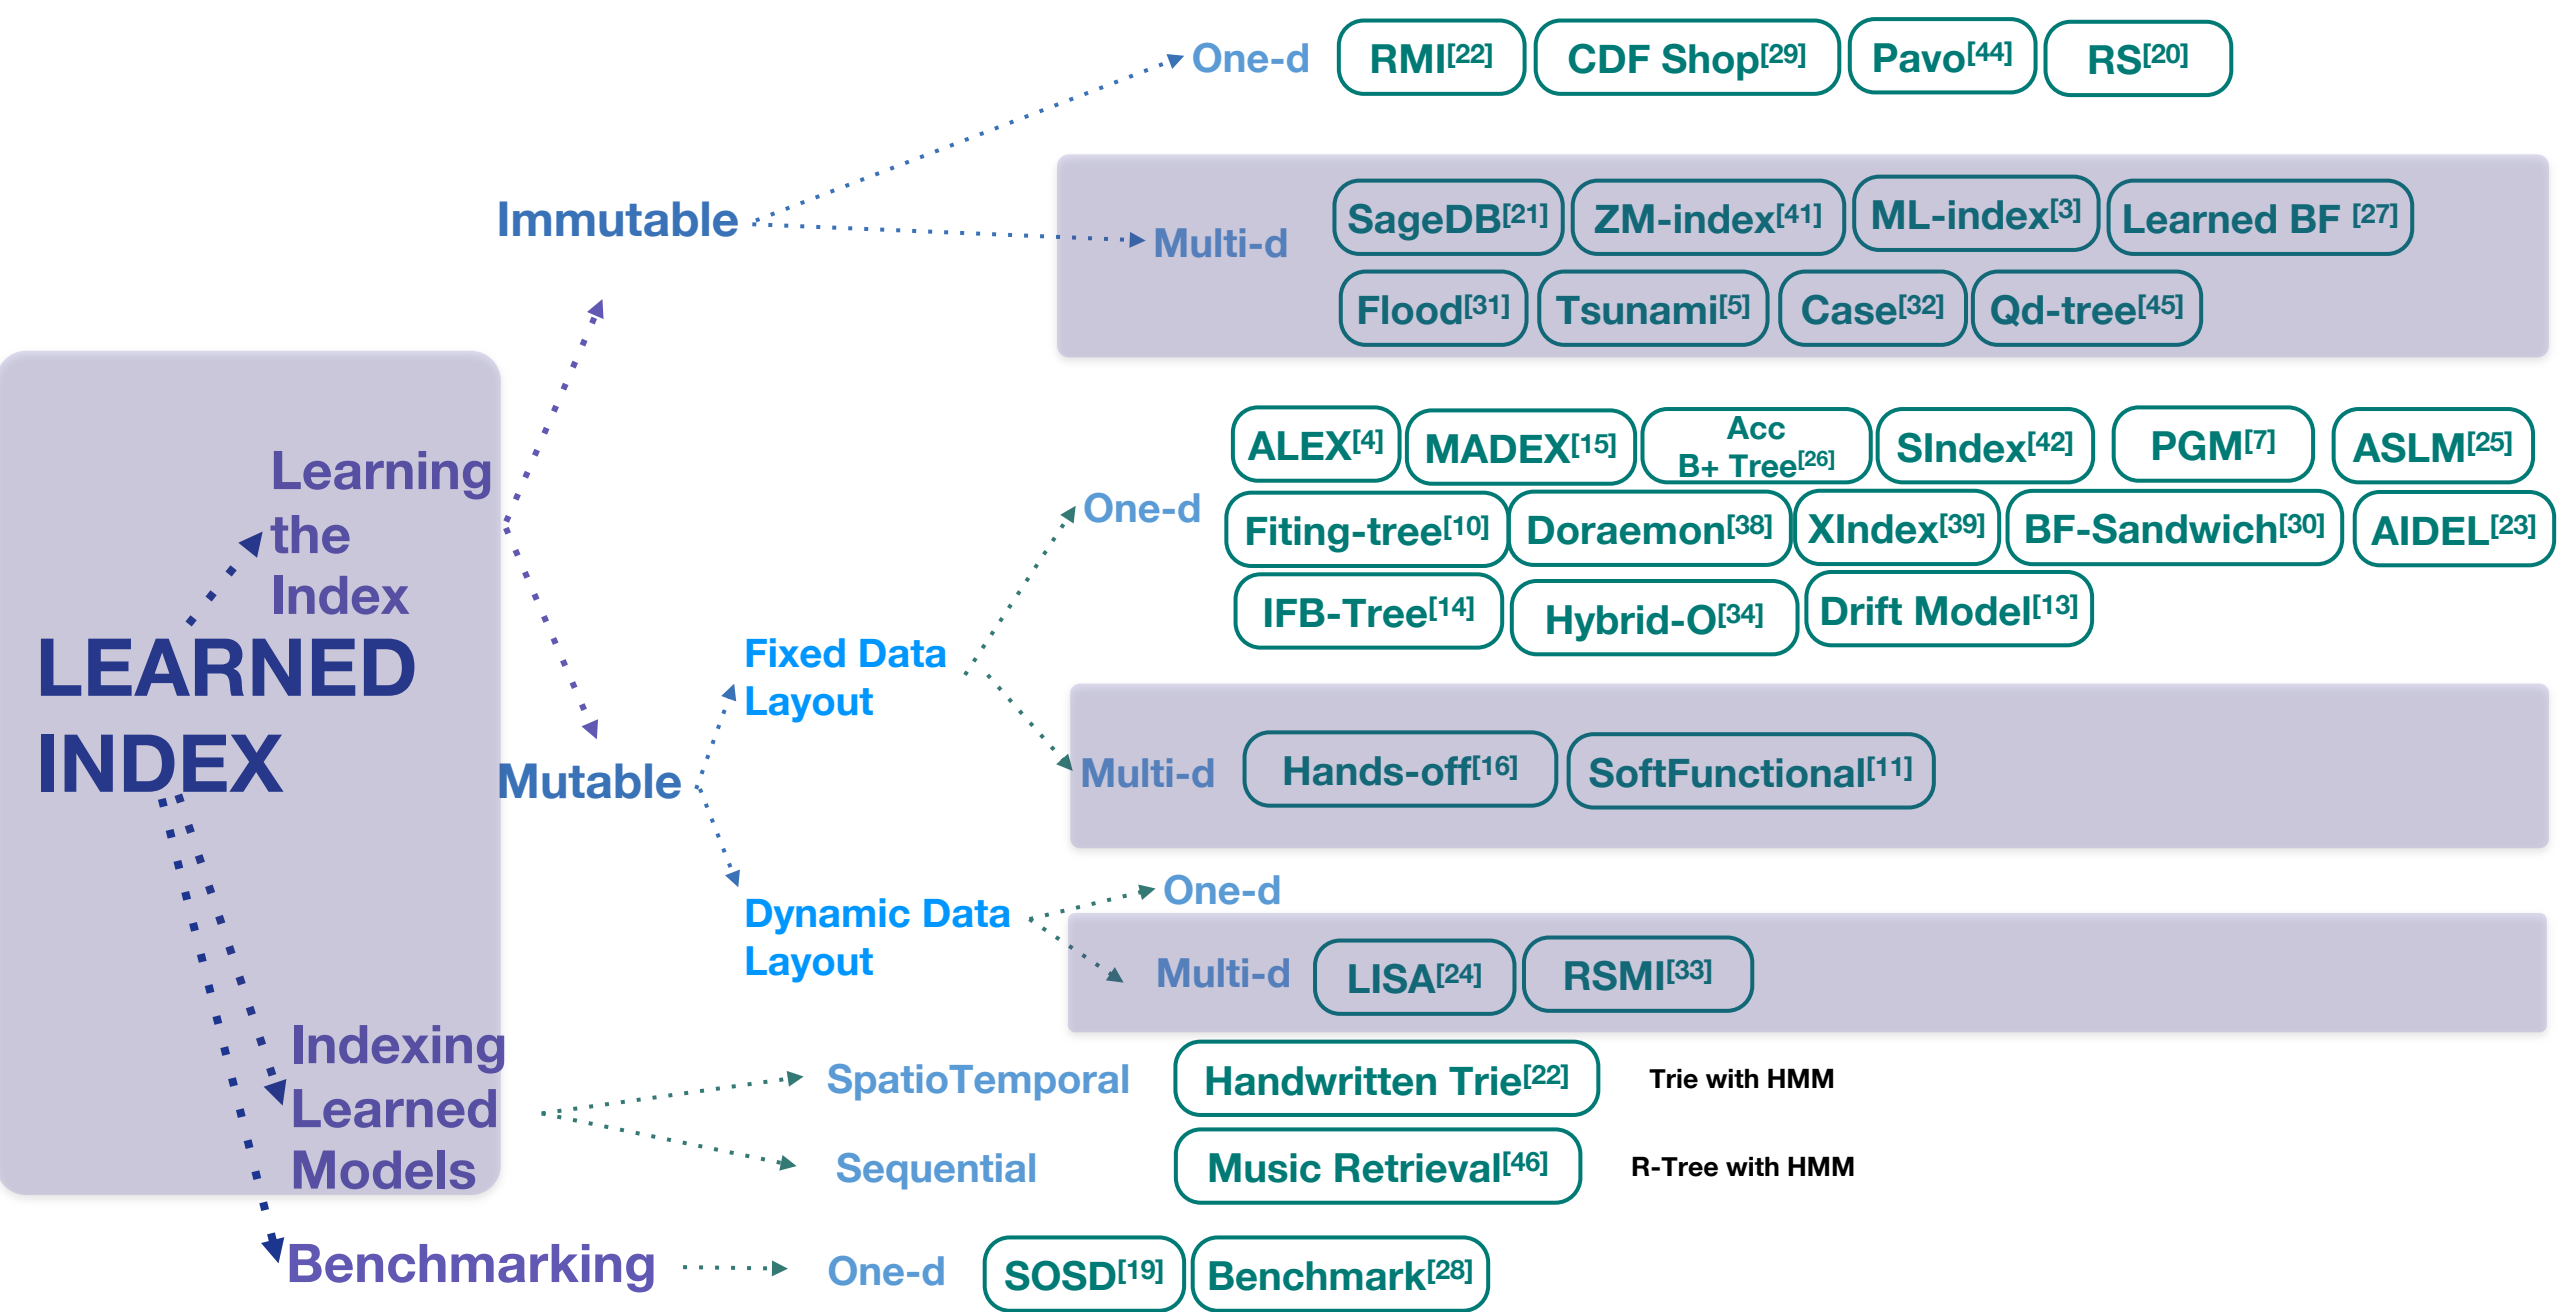 One-d RMI[22] CDF Shop[29] Pavo[44] RS[20]
Immutable
Multi-d
SageDB[21] ZM-index[41] ML-index[3] Learned BF [27]
Flood[31] Tsunami[5] Case[32] Qd-tree[45]
Learning
the
Index
LEARNED
INDEX
One-d
ALEX[4] MADEX[15] Acc
B+ Tree[26] SIndex[42] PGM[7] ASLM[25]
Fiting-tree[10] Doraemon[38] XIndex[39] BF-Sandwich[30] AIDEL[23]
IFB-Tree[14] Hybrid-O[34] Drift Model[13]
Fixed Data
Layout
Mutable
Multi-d Hands-off[16] SoftFunctional[11]
Dynamic Data
Layout
One-d
Multi-d LISA[24] RSMI[33]
Indexing
Learned
Models
SpatioTemporal Handwritten Trie[22] Trie with HMM
Sequential Music Retrieval[46] R-Tree with HMM
Benchmarking One-d SOSD[19] Benchmark[28]